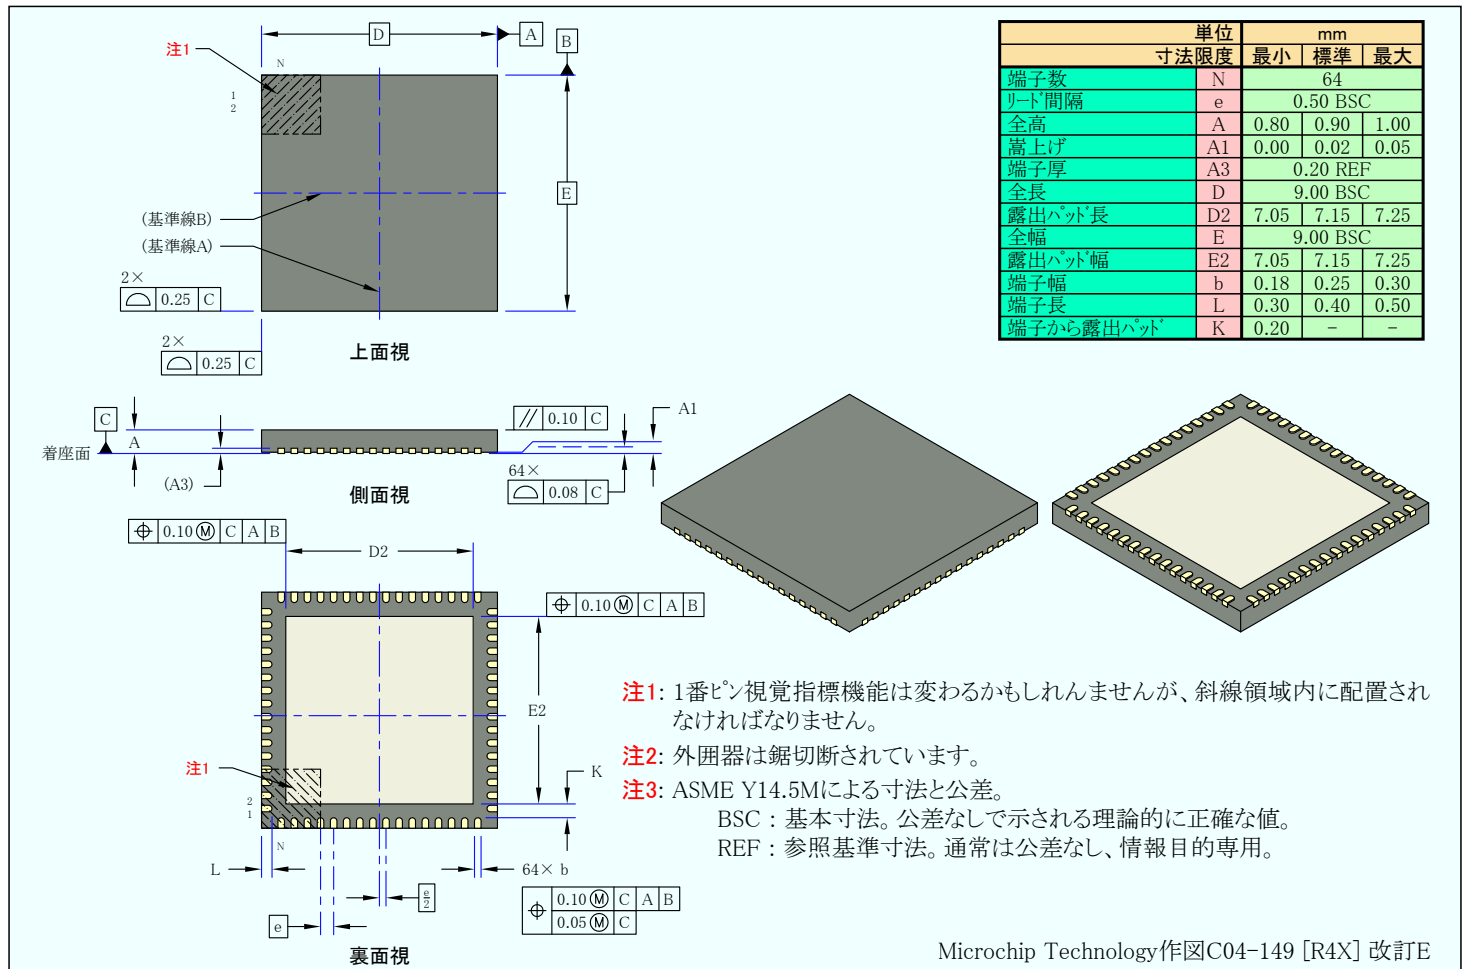 D
A
B
注1
N
1
2
E
(基準線B)
(基準線A)
2×
0.25 C
2×
0.25 C
上面視
単位 mm
寸法限度 最小 標準 最大
端子数 N 64
リード間隔 e 0.50 BSC
全高 A 0.80 0.90 1.00
嵩上げ A1 0.00 0.02 0.05
端子厚 A3 0.20 REF
全長 D 9.00 BSC
露出パッド長 D2 7.05 7.15 7.25
全幅 E 9.00 BSC
露出パッド幅 E2 7.05 7.15 7.25
端子幅 b 0.18 0.25 0.30
端子長 L 0.30 0.40 0.50
端子から露出パッド K 0.20 - -
C
A
着座面
(A3)
// 0.10 C
A1
64×
0.08 C
側面視
⌖ 0.10 Ⓜ C A B
D2
⌖ 0.10 Ⓜ C A B
E2
K
注1
2
1
N
L
64× b
e/2
e
⌖ 0.10 Ⓜ C A B
0.05 Ⓜ C
裏面視
注1: 1番ピン視覚指標機能は変わるかもしれんませんが、斜線領域内に配置され
なければなりません。
注2: 外囲器は鋸切断されています。
注3: ASME Y14.5Mによる寸法と公差。
BSC : 基本寸法。公差なしで示される理論的に正確な値。
REF : 参照基準寸法。通常は公差なし、情報目的専用。
Microchip Technology作図C04-149 [R4X] 改訂E